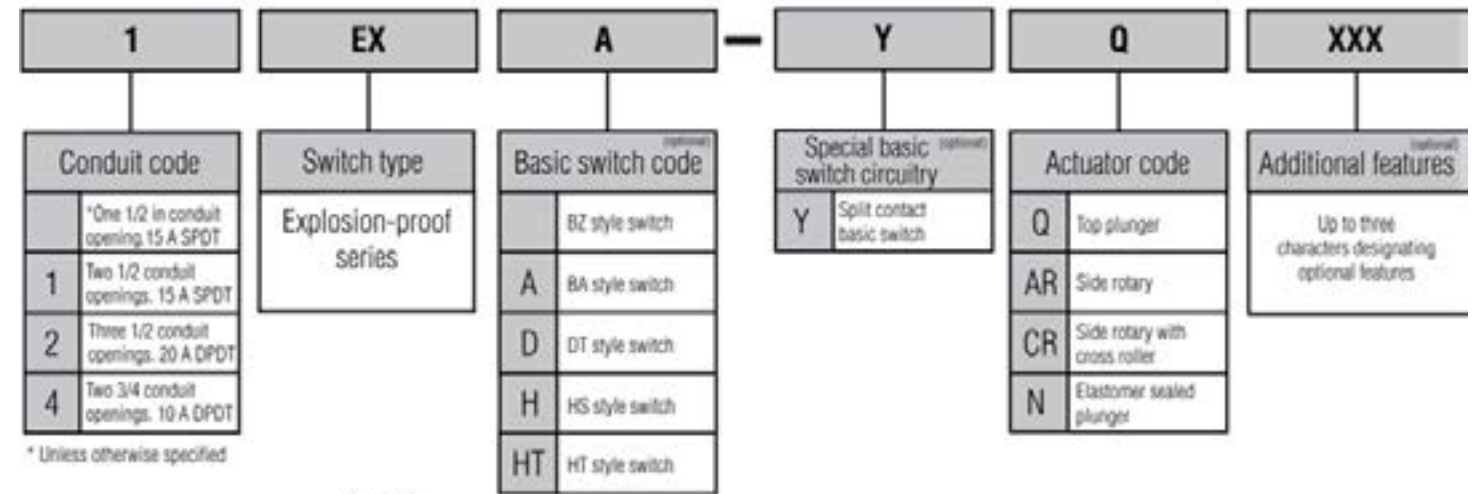 1 EX A – Y Q XXX
Conduit code
*One 1/2 in conduit
opening.15 A SPDT
1 Two 1/2 conduit
openings. 15 A SPDT
2 Three 1/2 conduit
openings. 20 A DPDT
4 Two 3/4 conduit
openings. 10 A DPDT
* Unless otherwise specified
Switch type
Explosion-proof
series
(optional)
Basic switch code
BZ style switch
A BA style switch
D DT style switch
H HS style switch
HT HT style switch
Special basic (optional)
switch circuitry
Y Split contact
basic switch
Actuator code
Q Top plunger
AR Side rotary
CR Side rotary with
cross roller
N Elastomer sealed
plunger
(optional)
Additional features
Up to three
characters designating
optional features